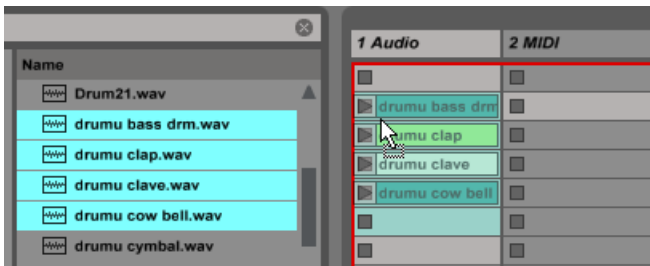 Name
Drum21.wav
drumu bass drm.wav
drumu clap.wav
drumu clave.wav
drumu cow bell.wav
drumu cymbal.wav
1 Audio
2 MIDI
drumu bass drm
umu clap
drumu clave
drumu cow bell